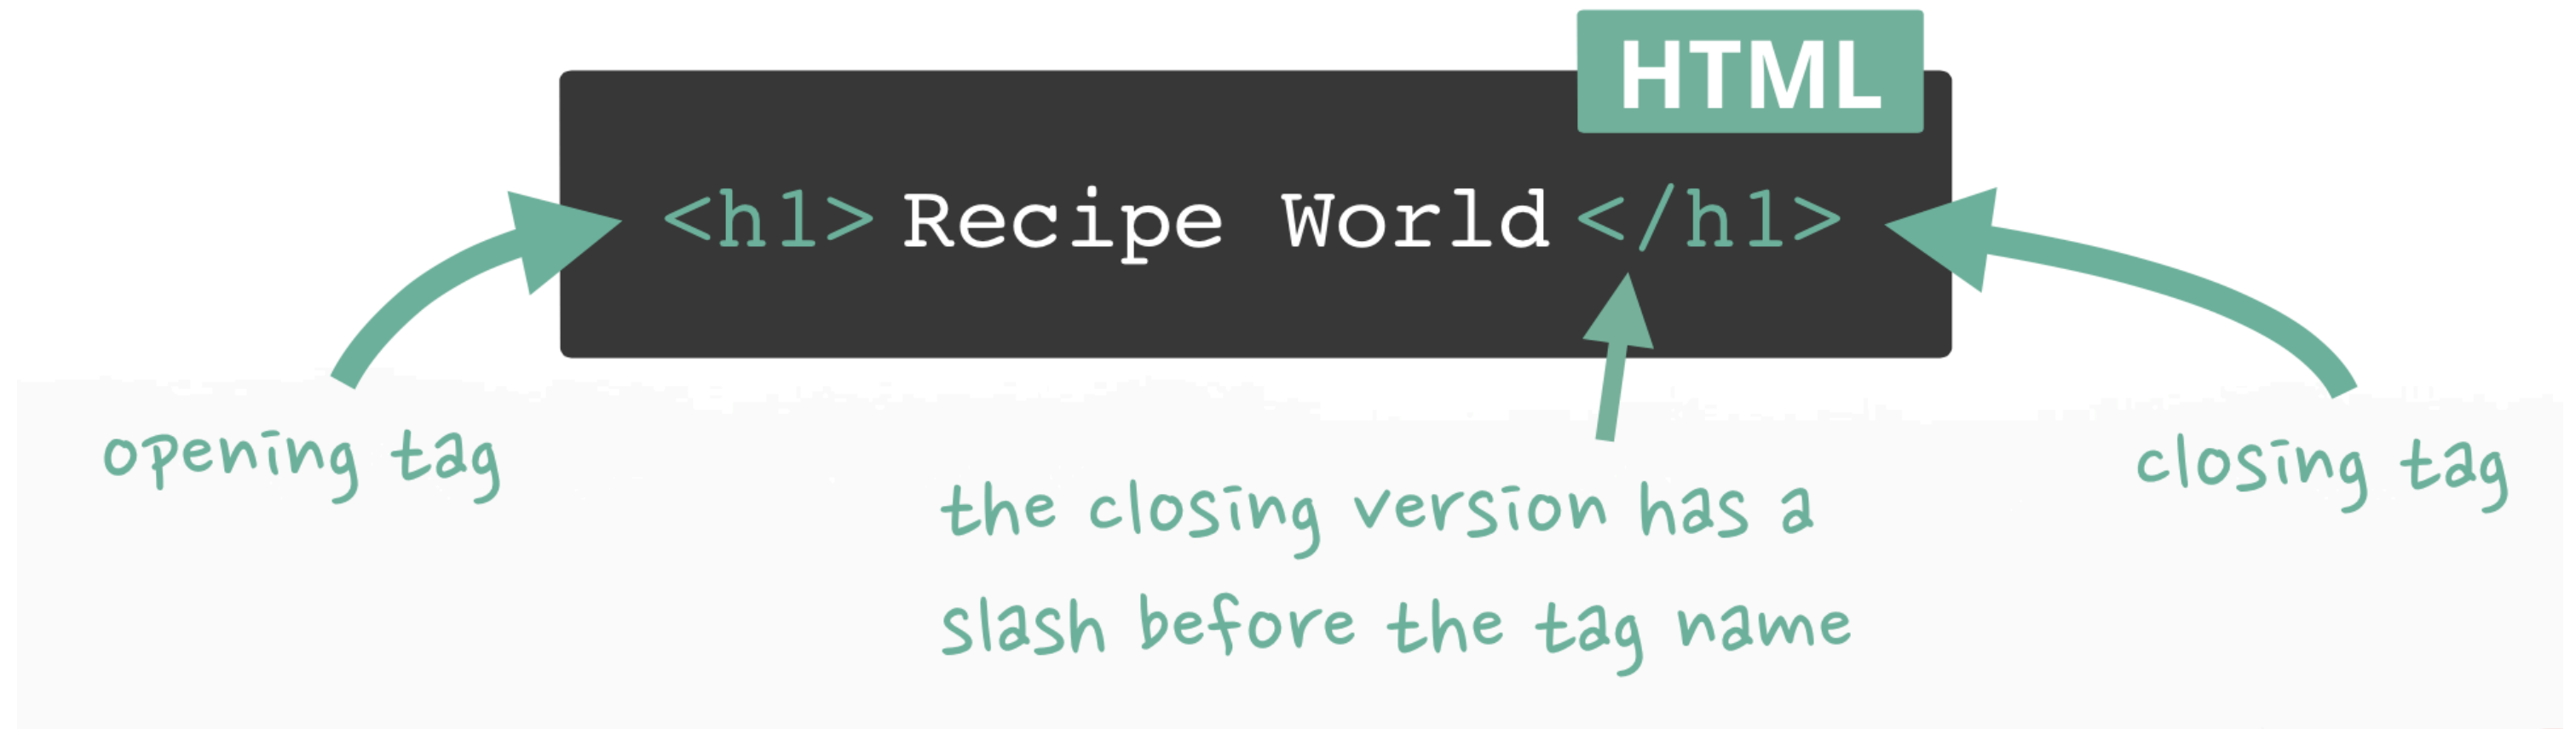 HTML
<h1> Recipe World </h1>
opening tag
closing tag
the closing version has a
slash before the tag name